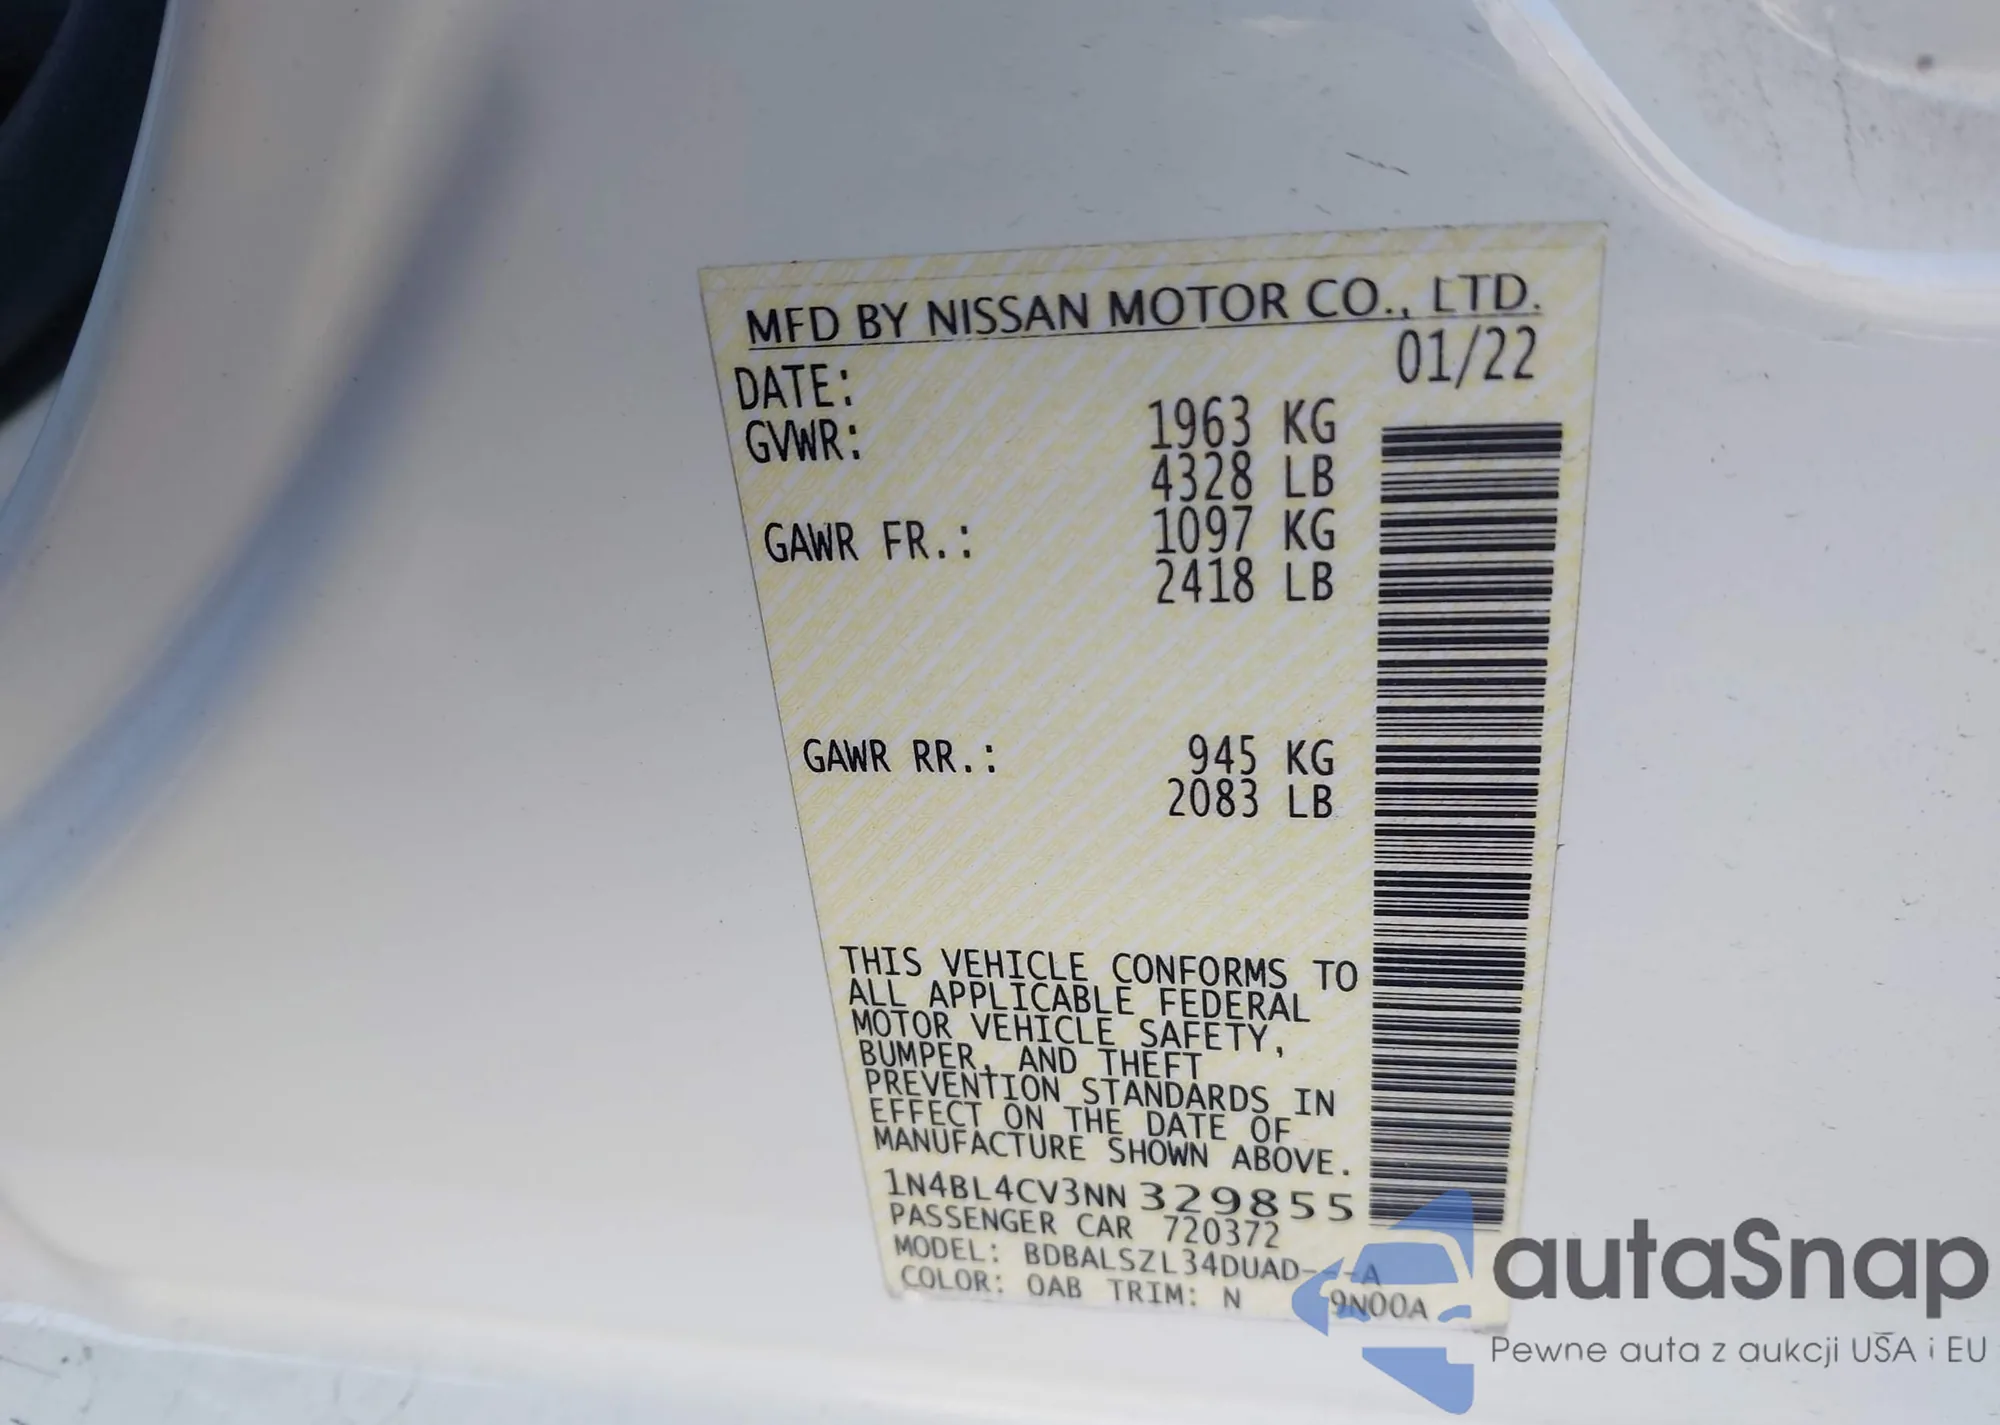 MFD BY NISSAN MOTOR CO., LTD.
DATE: 01/22
GVWR: 1963 KG
4328 LB
GAWR FR.: 1097 KG
2418 LB
GAWR RR.: 945 KG
2083 LB
THIS VEHICLE CONFORMS TO
ALL APPLICABLE FEDERAL
MOTOR VEHICLE SAFETY,
BUMPER, AND THEFT
PREVENTION STANDARDS IN
EFFECT ON THE DATE OF
MANUFACTURE SHOWN ABOVE.
1N4BL4CV3NN 329855
PASSENGER CAR 720372
MODEL: BDBALSZL34DUAD---A
COLOR: QAB TRIM: N 9N00A
autaSnap
Pewne auta z aukcji USA i EU